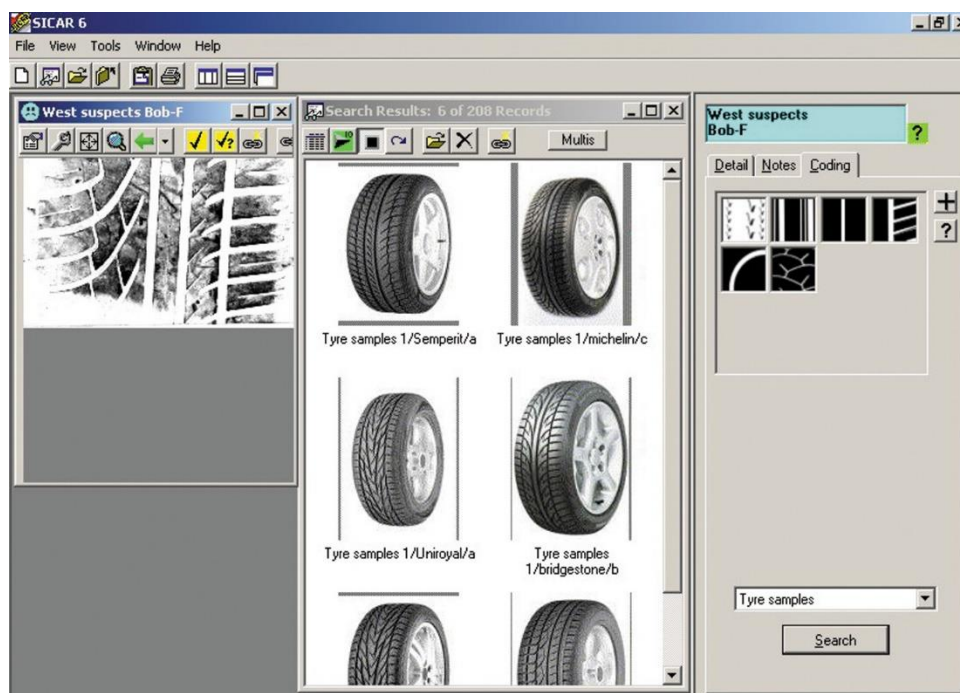 SICAR 6
File View Tools Window Help
West suspects Bob-F
Search Results: 6 of 208 Records
Multis
Tyre samples 1/Semperit/a
Tyre samples 1/michelin/c
Tyre samples 1/Uniroyal/a
Tyre samples
1/bridgestone/b
West suspects
Bob-F
?
Detail Notes Coding
+
?
Tyre samples
Search